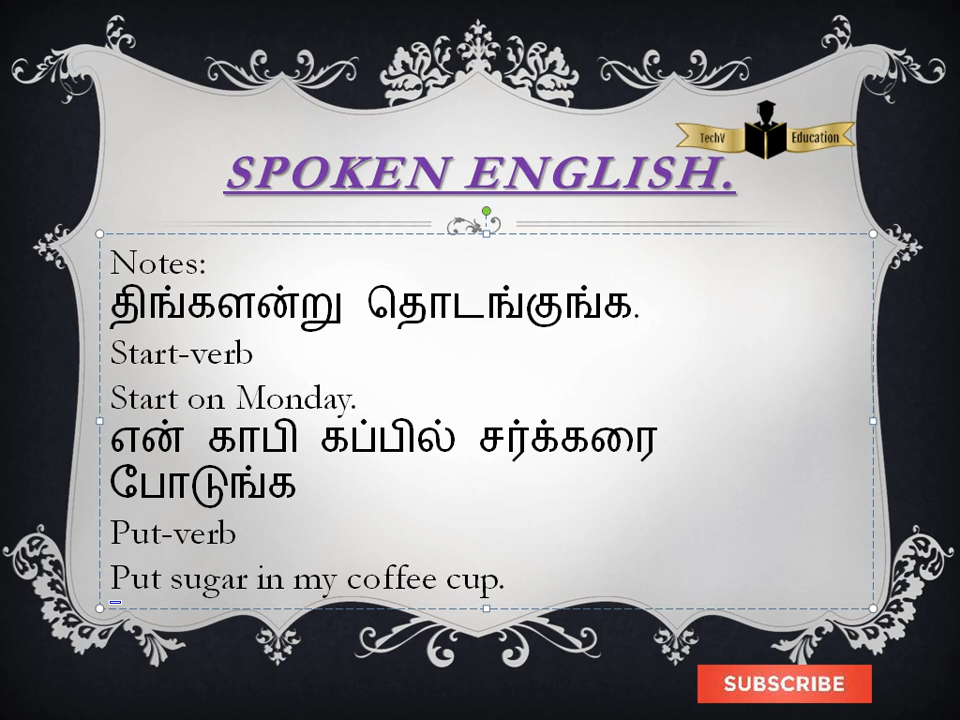 TechV Education
SPOKEN ENGLISH.
Notes:
திங்களன்று தொடங்குங்க.
Start-verb
Start on Monday.
என் காபி கப்பில் சர்க்கரை
போடுங்க
Put-verb
Put sugar in my coffee cup.
SUBSCRIBE